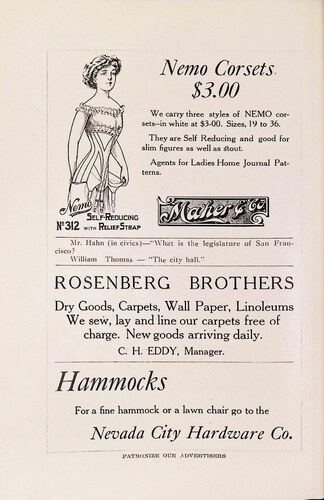 Nemo Corsets
$3.00
We carry three styles of NEMO cor-
sets—in white at $3-00. Sizes, 19 to 36.
They are Self Reducing and good for
slim figures as well as stout.
Agents for Ladies Home Journal Pat-
terns.
Nemo
SELF-REDUCING
No 312 WITH RELIEF STRAP
Maher & Co
Mr. Hahn (in civics)—"What is the legislature of San Fran-
cisco?
William Thomas — "The city hall."
ROSENBERG BROTHERS
Dry Goods, Carpets, Wall Paper, Linoleums
We sew, lay and line our carpets free of
charge. New goods arriving daily.
C. H. EDDY, Manager.
Hammocks
For a fine hammock or a lawn chair go to the
Nevada City Hardware Co.
PATRONIZE OUR ADVERTISERS